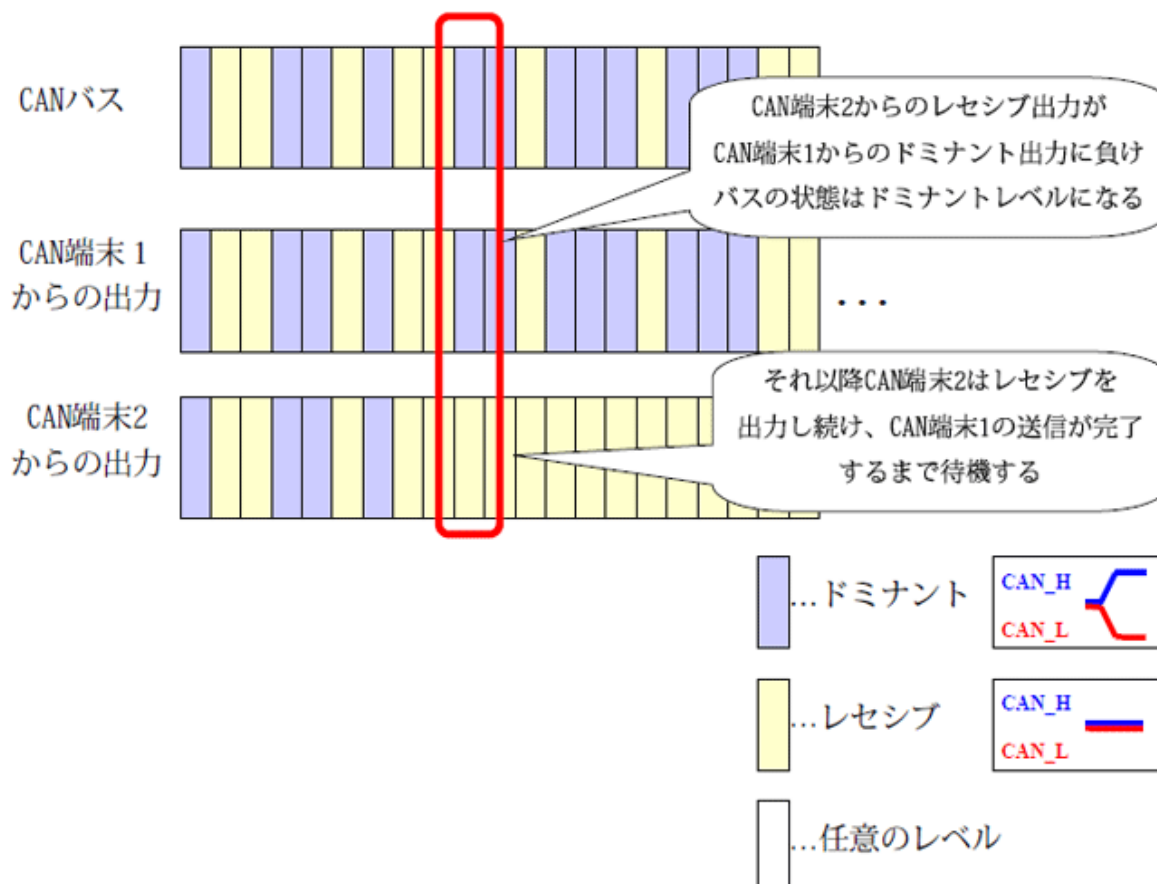 CANバス
CAN端末2からのレセシブ出力が
CAN端末1からのドミナント出力に負け
バスの状態はドミナントレベルになる
CAN端末１
からの出力
...
それ以降CAN端末2はレセシブを
出力し続け、CAN端末1の送信が完了
するまで待機する
CAN端末2
からの出力
...ドミナント
CAN_H
CAN_L
...レセシブ
CAN_H
CAN_L
...任意のレベル